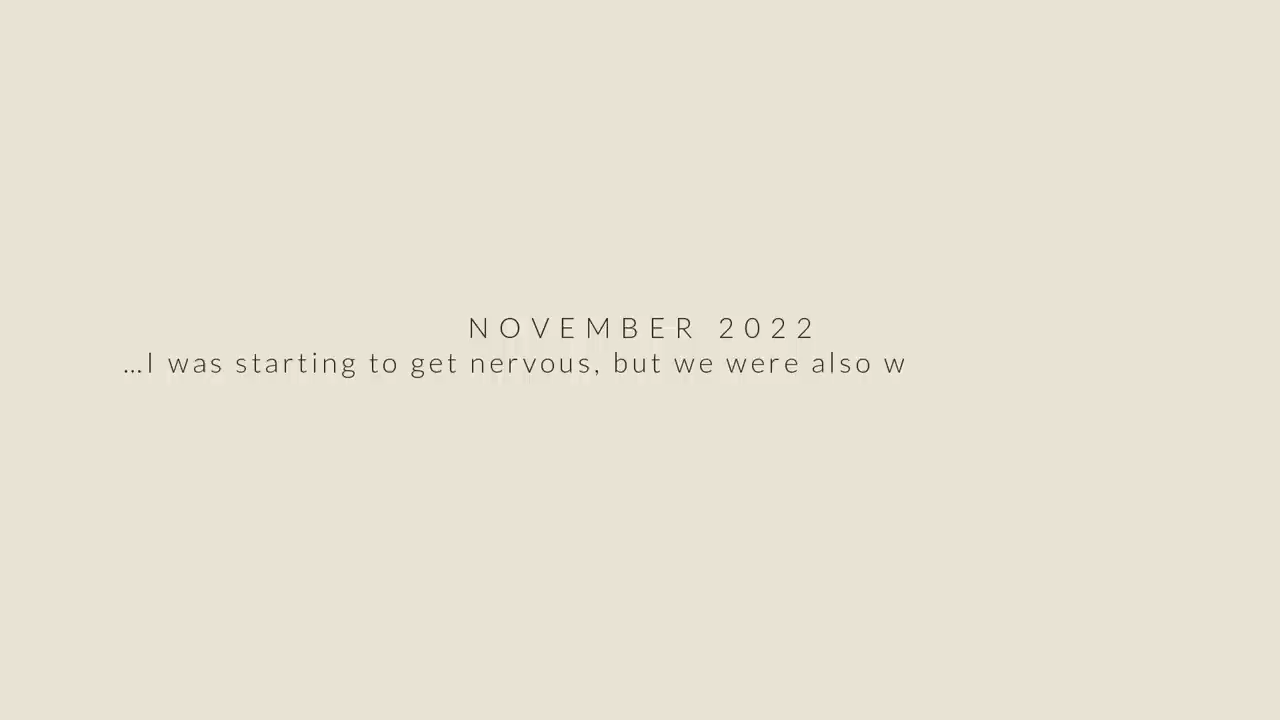 NOVEMBER 2022
…I was starting to get nervous, but we were also w